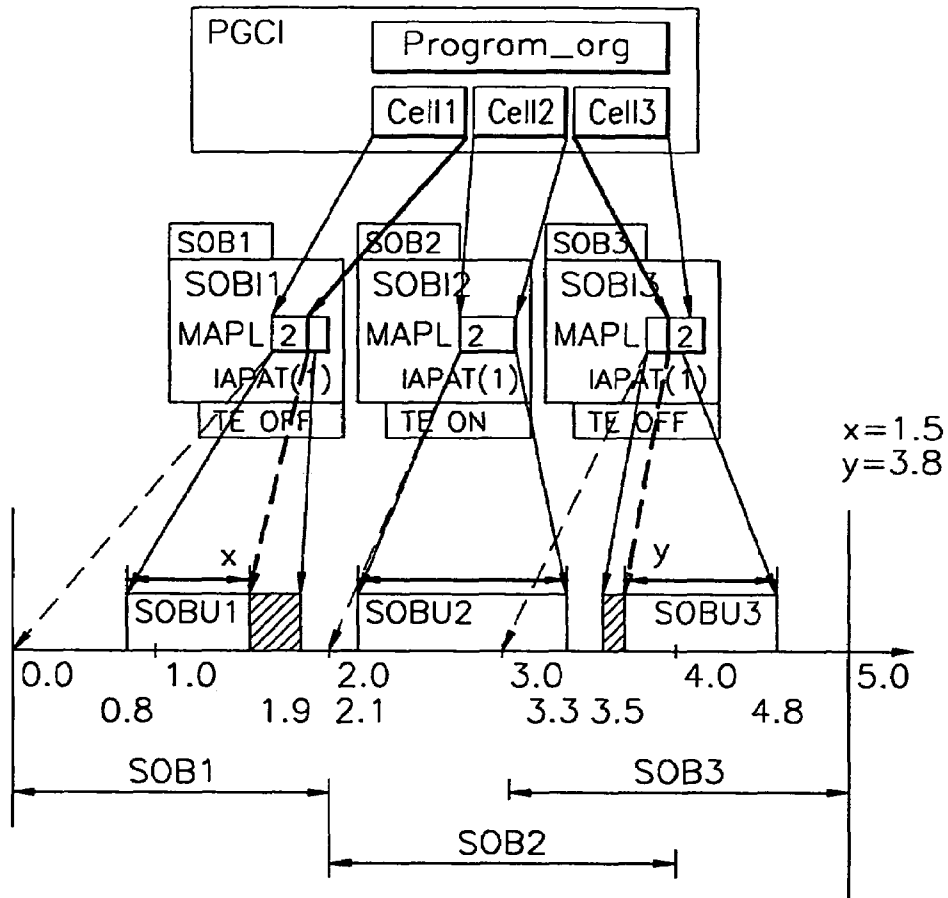 PGCI
Program_org
Cell1 Cell2 Cell3
SOB1 SOB2 SOB3
SOBI1 SOBI2 SOBI3
MAPL 2 MAPL 2 MAPL 2
IAPAT(1) IAPAT(1) IAPAT(1)
TE OFF TE ON TE OFF
x=1.5
y=3.8
x y
SOBU1 SOBU2 SOBU3
0.0 1.0 2.0 3.0 4.0 5.0
0.8 1.9 2.1 3.3 3.5 4.8
SOB1 SOB3
SOB2